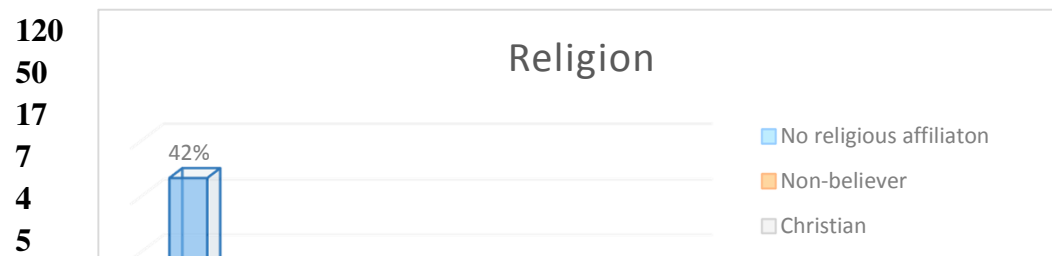 120
50
17
7
4
5
Religion
42%
No religious affiliaton
Non-believer
Christian